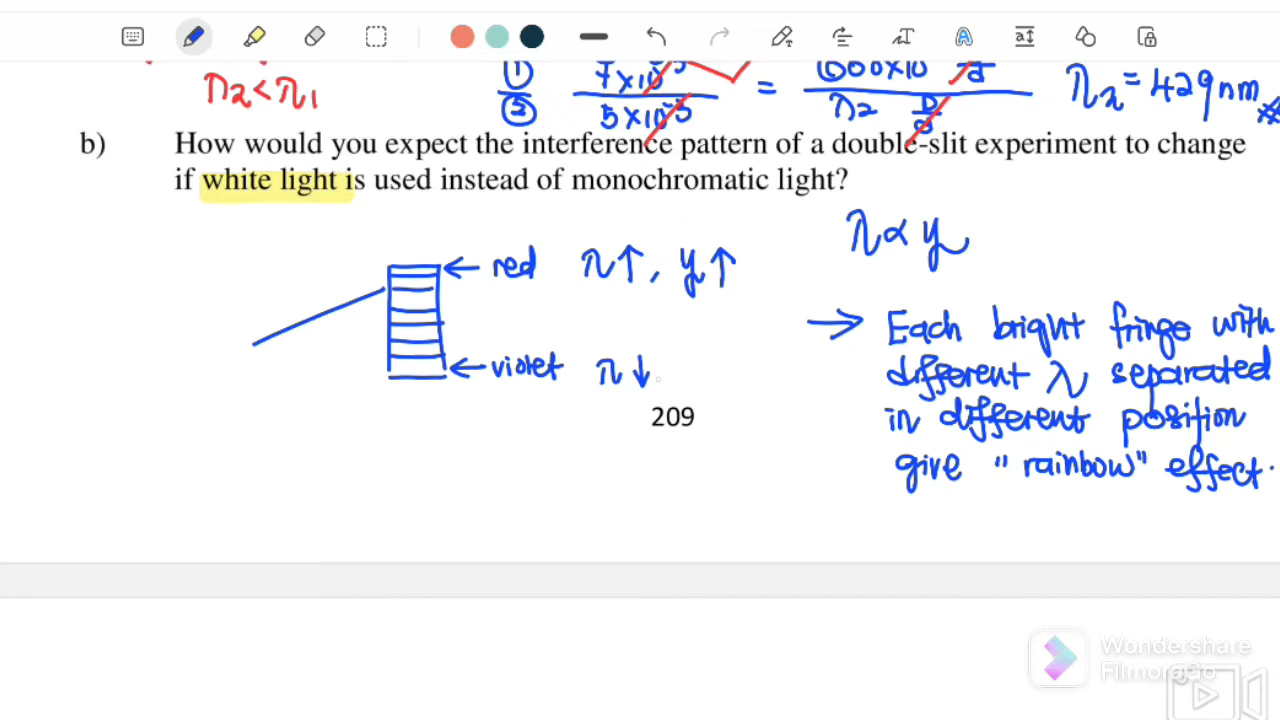 λ2 < λ1
① 7×10⁻³ = 600×10
② 5×10⁻³ λ2 D λ2 = 429nm
b) How would you expect the interference pattern of a double-slit experiment to change
if white light is used instead of monochromatic light?
λ ∝ y
← red λ↑, y↑
→ Each bright fringe with
← violet λ↓
different λ separated
in different position
209
give "rainbow" effect.
Wondershare
FilmoraGo